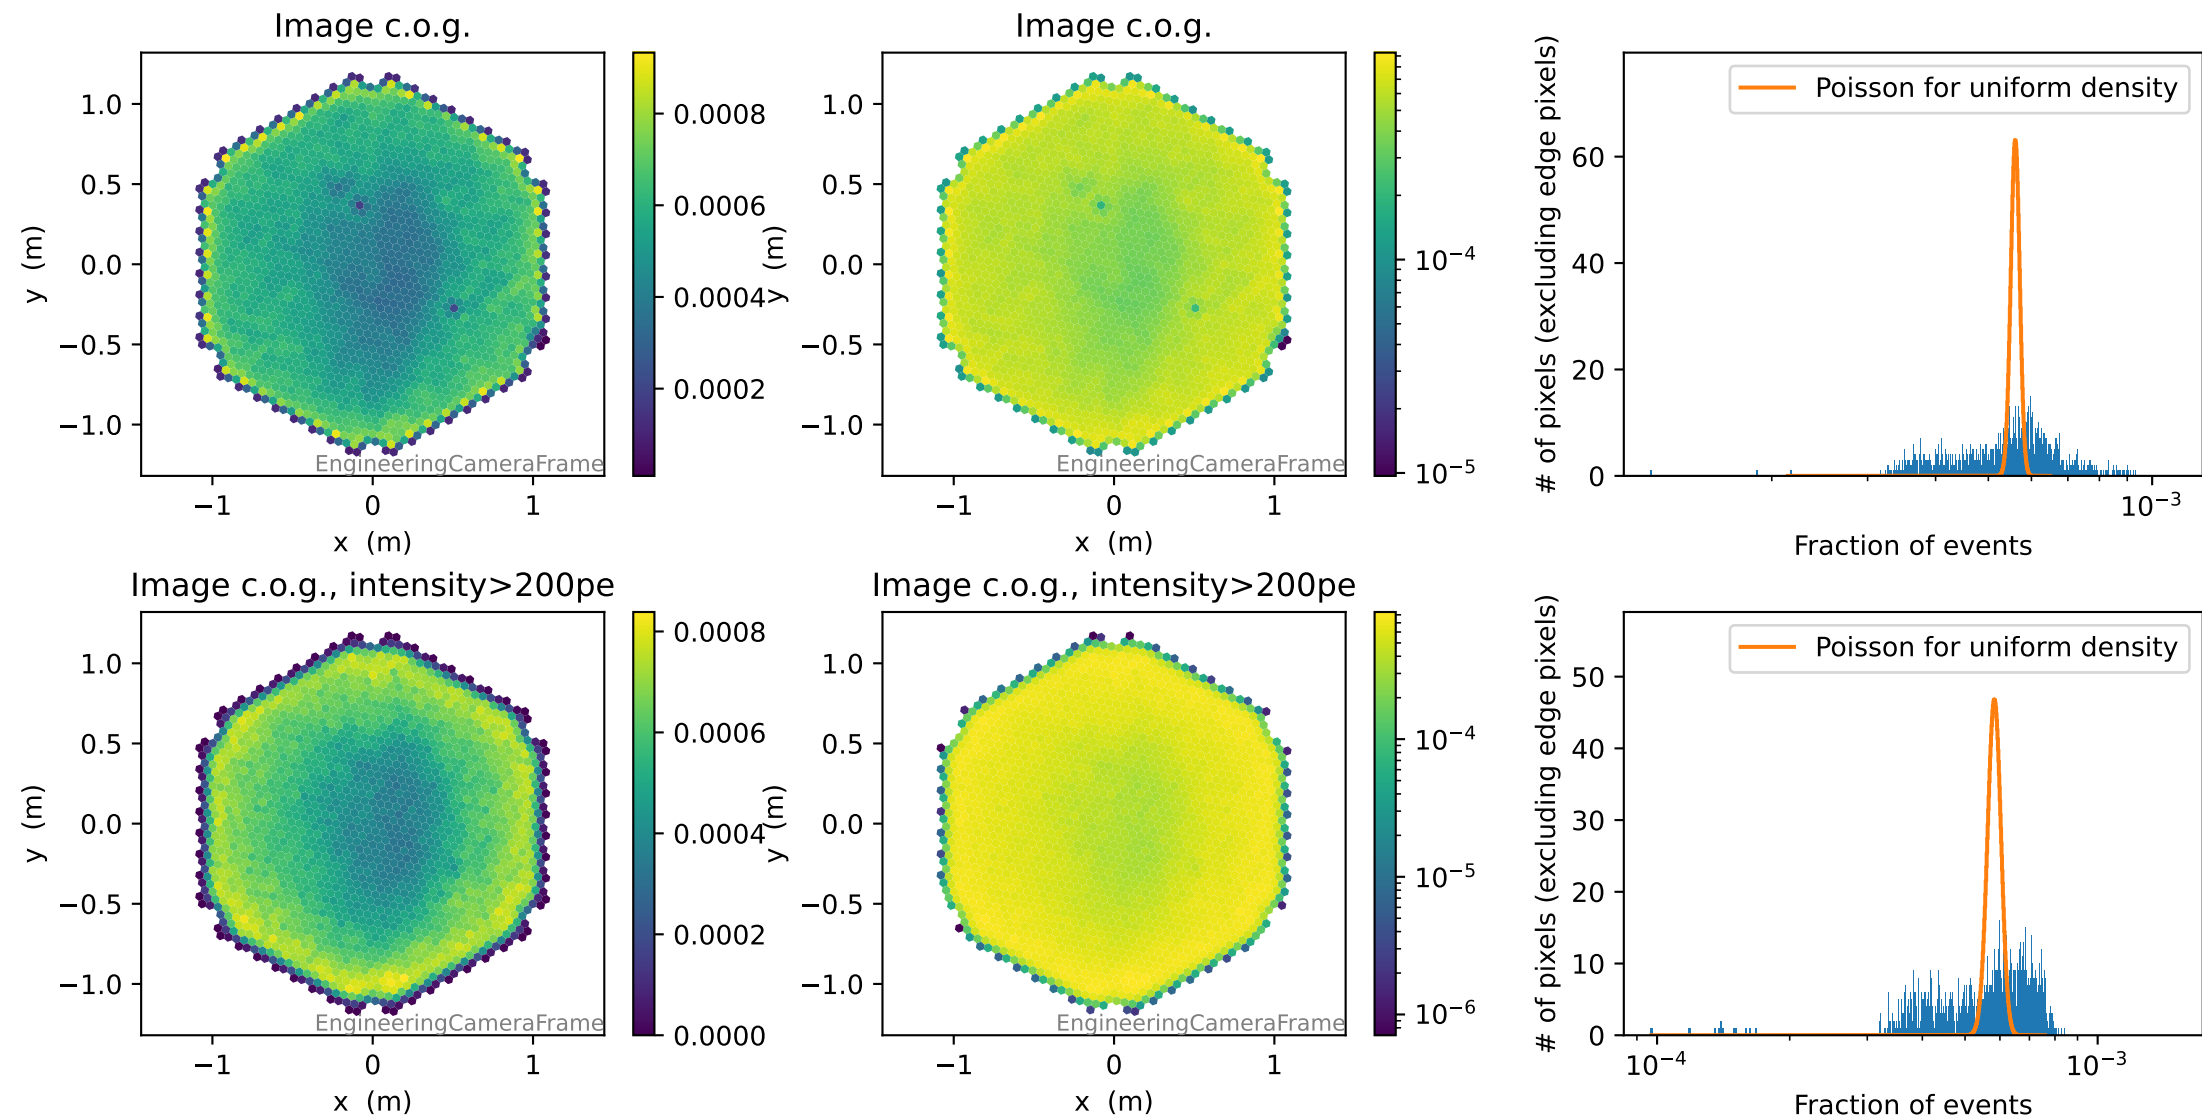 Image c.o.g.
1.0
0.5
0.0
−0.5
−1.0
y (m)
−1
0
1
x (m)
EngineeringCameraFrame
0.0008
0.0006
0.0004
0.0002
Image c.o.g.
1.0
0.5
0.0
−0.5
−1.0
y (m)
−1
0
1
x (m)
EngineeringCameraFrame
10−4
10−5
# of pixels (excluding edge pixels)
60
40
20
0
Poisson for uniform density
10−3
Fraction of events
Image c.o.g., intensity>200pe
1.0
0.5
0.0
−0.5
−1.0
y (m)
−1
0
1
x (m)
EngineeringCameraFrame
0.0008
0.0006
0.0004
0.0002
0.0000
Image c.o.g., intensity>200pe
1.0
0.5
0.0
−0.5
−1.0
y (m)
−1
0
1
x (m)
EngineeringCameraFrame
10−4
10−5
10−6
# of pixels (excluding edge pixels)
50
40
30
20
10
0
Poisson for uniform density
10−4
10−3
Fraction of events